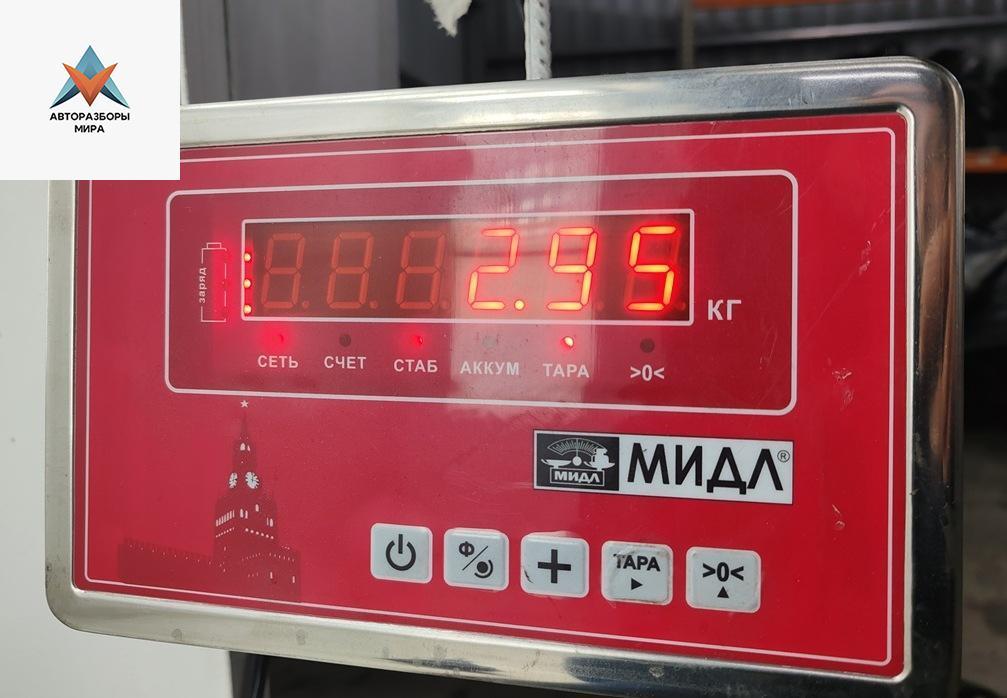 АВТОРАЗБОРЫ
МИРА
заряд
2.95
КГ
СЕТЬ СЧЕТ СТАБ АККУМ ТАРА >0<
МИДЛ МИДЛ®
Ф ТАРА >0<